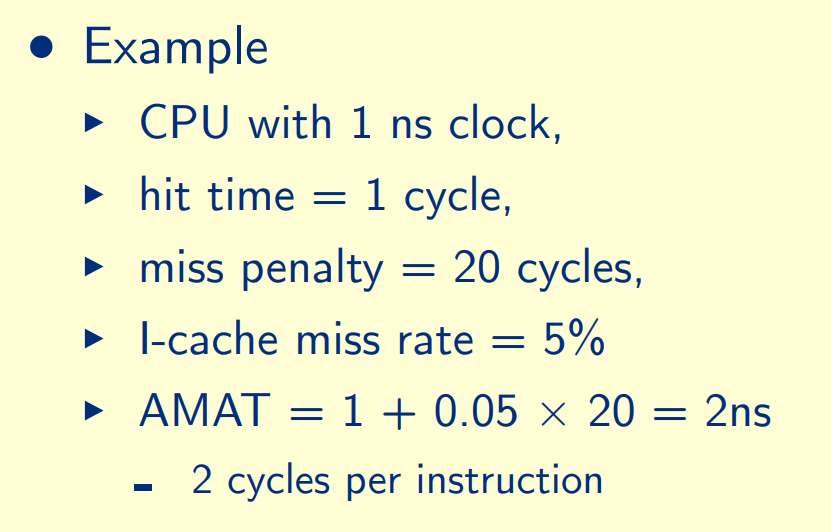 • Example
▶ CPU with 1 ns clock,
▶ hit time = 1 cycle,
▶ miss penalty = 20 cycles,
▶ I-cache miss rate = 5%
▶ AMAT = 1 + 0.05 × 20 = 2ns
– 2 cycles per instruction